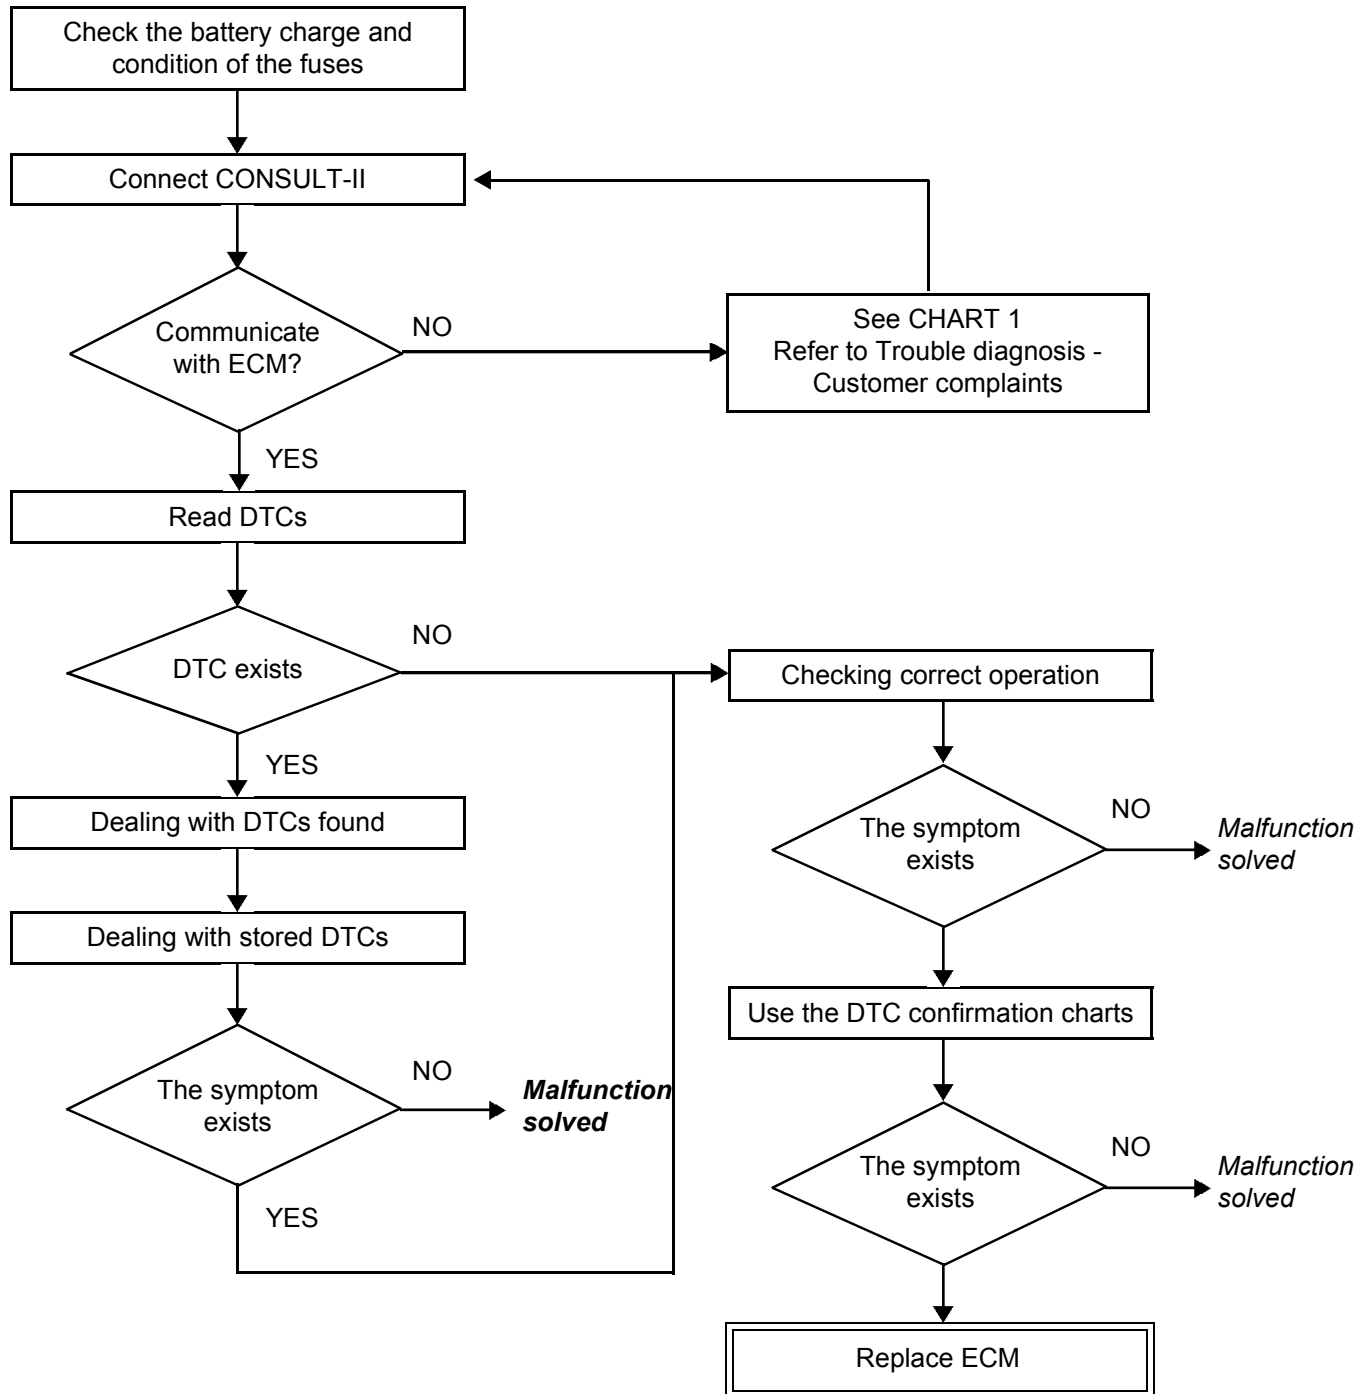 Check the battery charge and
condition of the fuses
Connect CONSULT-II
Communicate
with ECM?
NO
See CHART 1
Refer to Trouble diagnosis -
Customer complaints
YES
Read DTCs
DTC exists
NO
Checking correct operation
YES
Dealing with DTCs found
The symptom
exists
NO
Malfunction
solved
Dealing with stored DTCs
Use the DTC confirmation charts
The symptom
exists
NO
Malfunction
solved
YES
The symptom
exists
NO
Malfunction
solved
Replace ECM